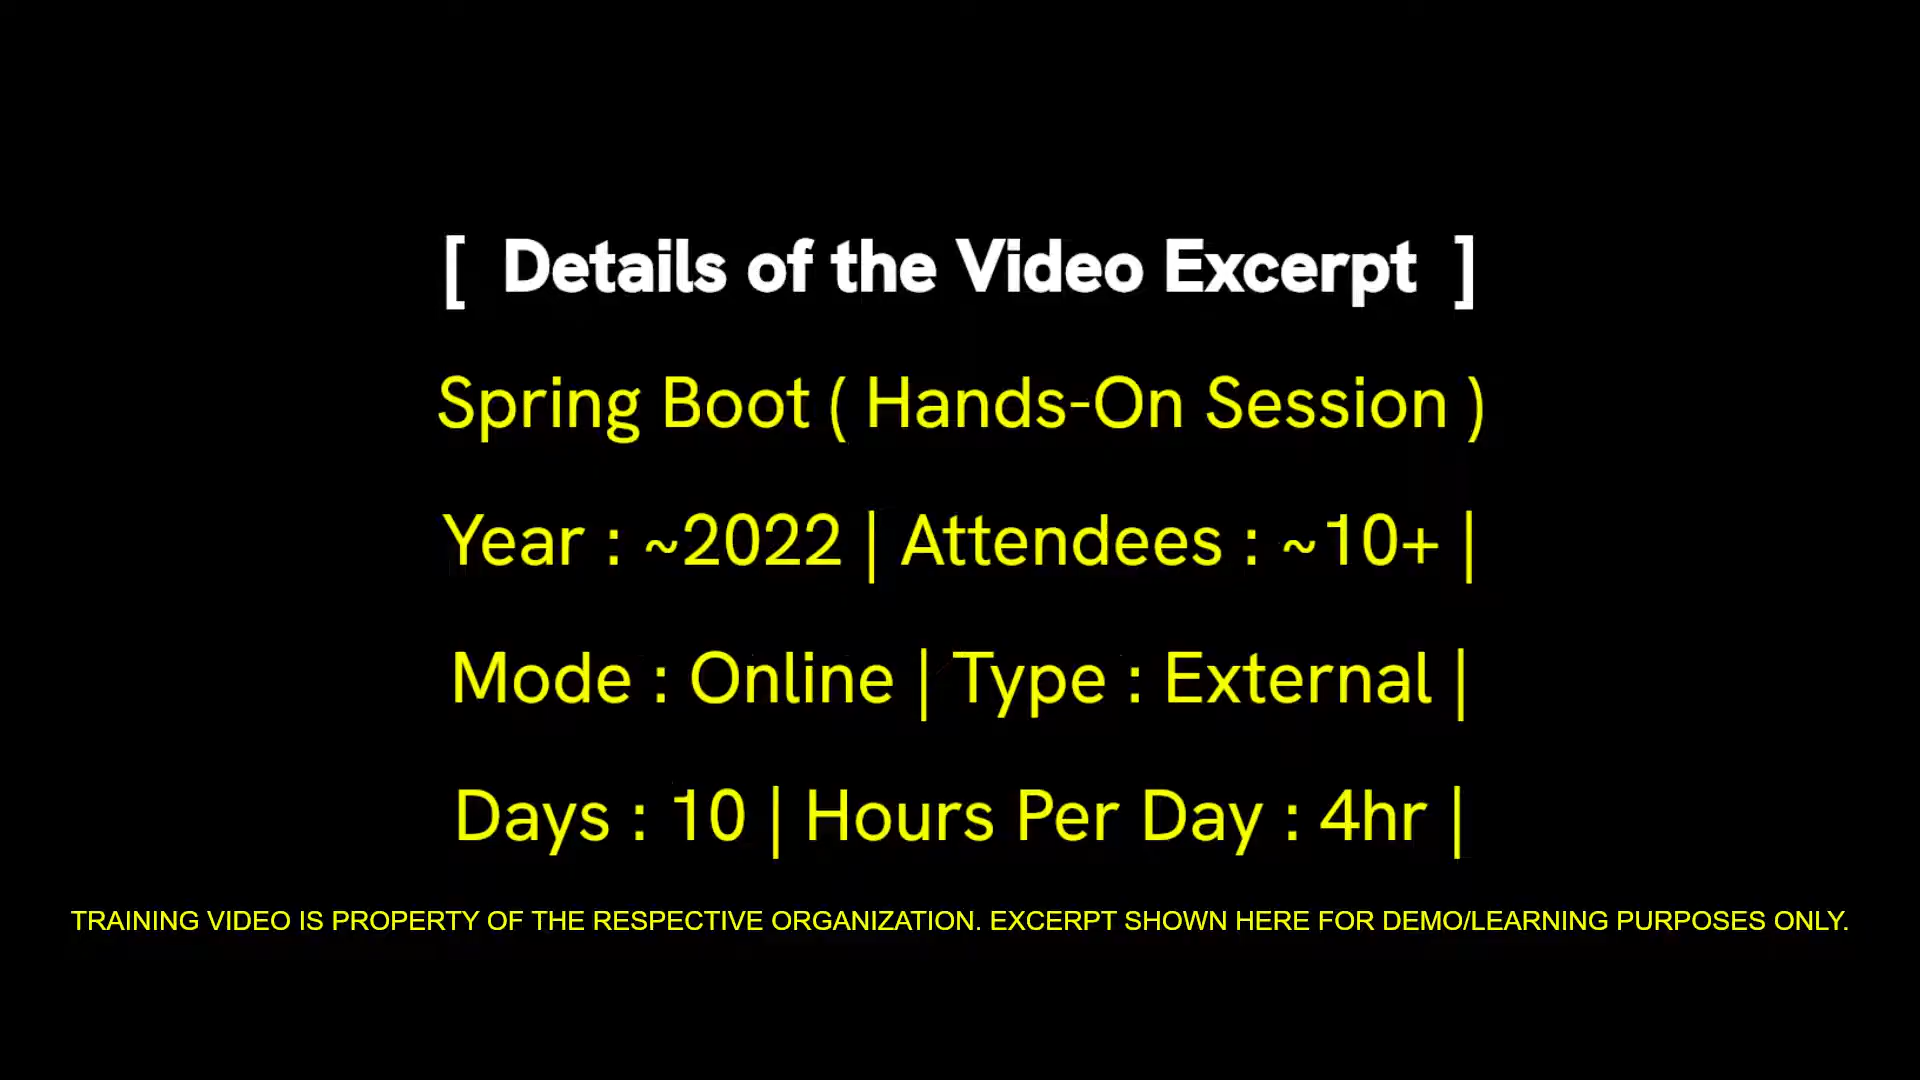 [ Details of the Video Excerpt ]
Spring Boot ( Hands-On Session )
Year : ~2022 | Attendees : ~10+ |
Mode : Online | Type : External |
Days : 10 | Hours Per Day : 4hr |
TRAINING VIDEO IS PROPERTY OF THE RESPECTIVE ORGANIZATION. EXCERPT SHOWN HERE FOR DEMO/LEARNING PURPOSES ONLY.